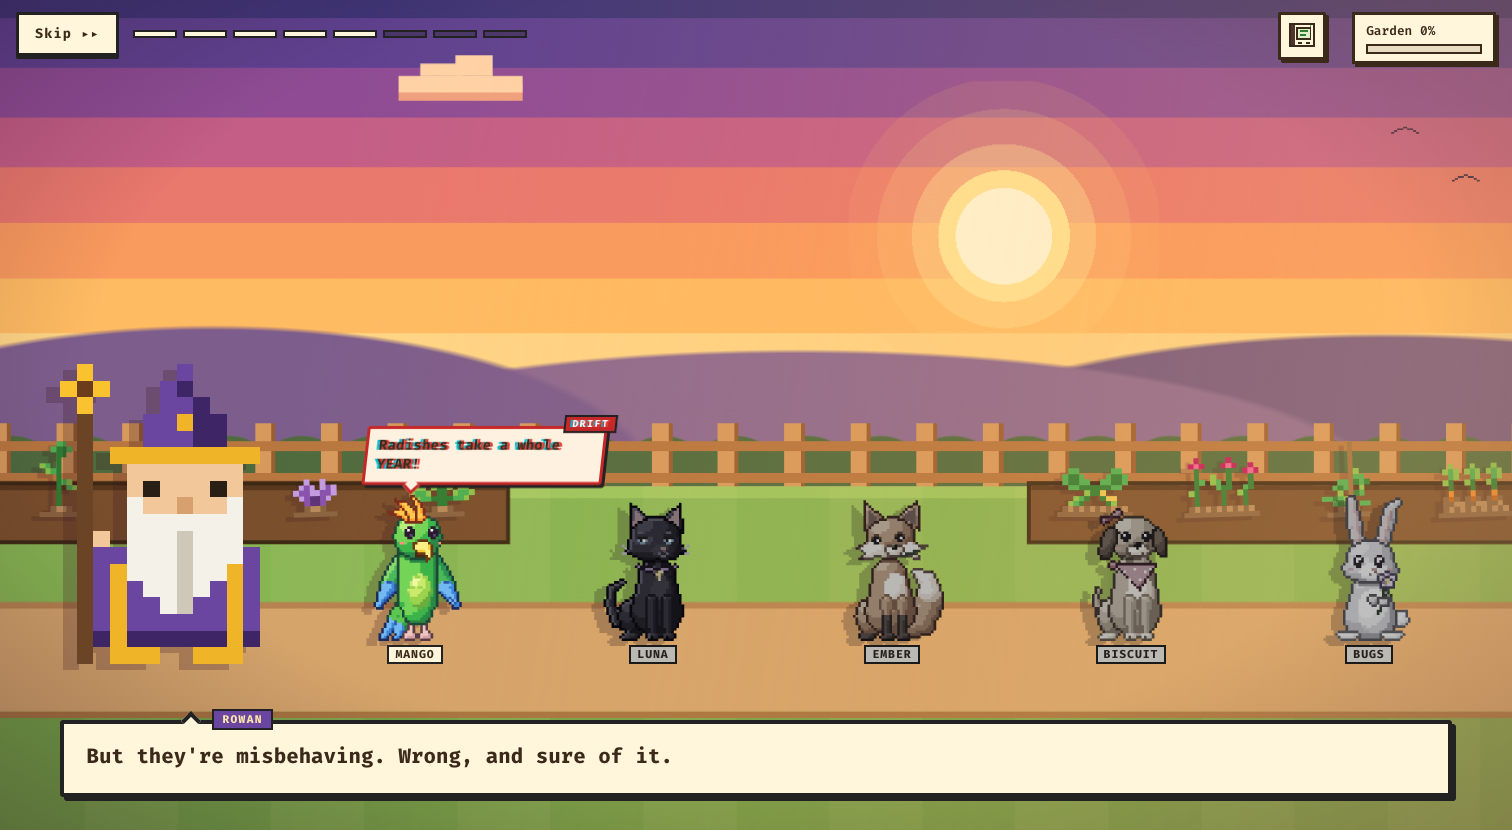 Skip ▸▸
Garden 0%
DRIFT
Radishes take a whole
YEAR!
MANGO
LUNA
EMBER
BISCUIT
BUGS
ROWAN
But they're misbehaving. Wrong, and sure of it.